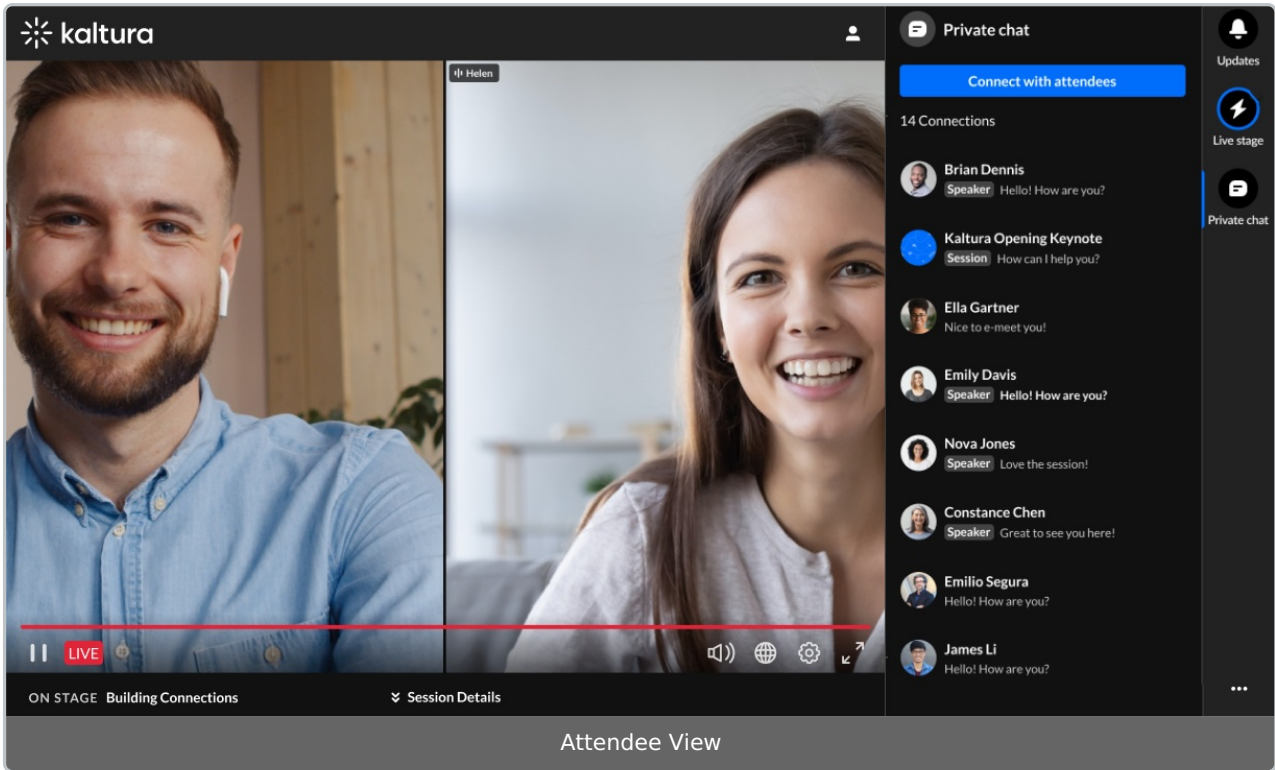 kaltura
Helen
LIVE
ON STAGE Building Connections
Session Details
Private chat
Connect with attendees
14 Connections
Brian Dennis
Speaker Hello! How are you?
Kaltura Opening Keynote
Session How can I help you?
Ella Gartner
Nice to e-meet you!
Emily Davis
Speaker Hello! How are you?
Nova Jones
Speaker Love the session!
Constance Chen
Speaker Great to see you here!
Emilio Segura
Hello! How are you?
James Li
Hello! How are you?
Updates
Live stage
Private chat
Attendee View